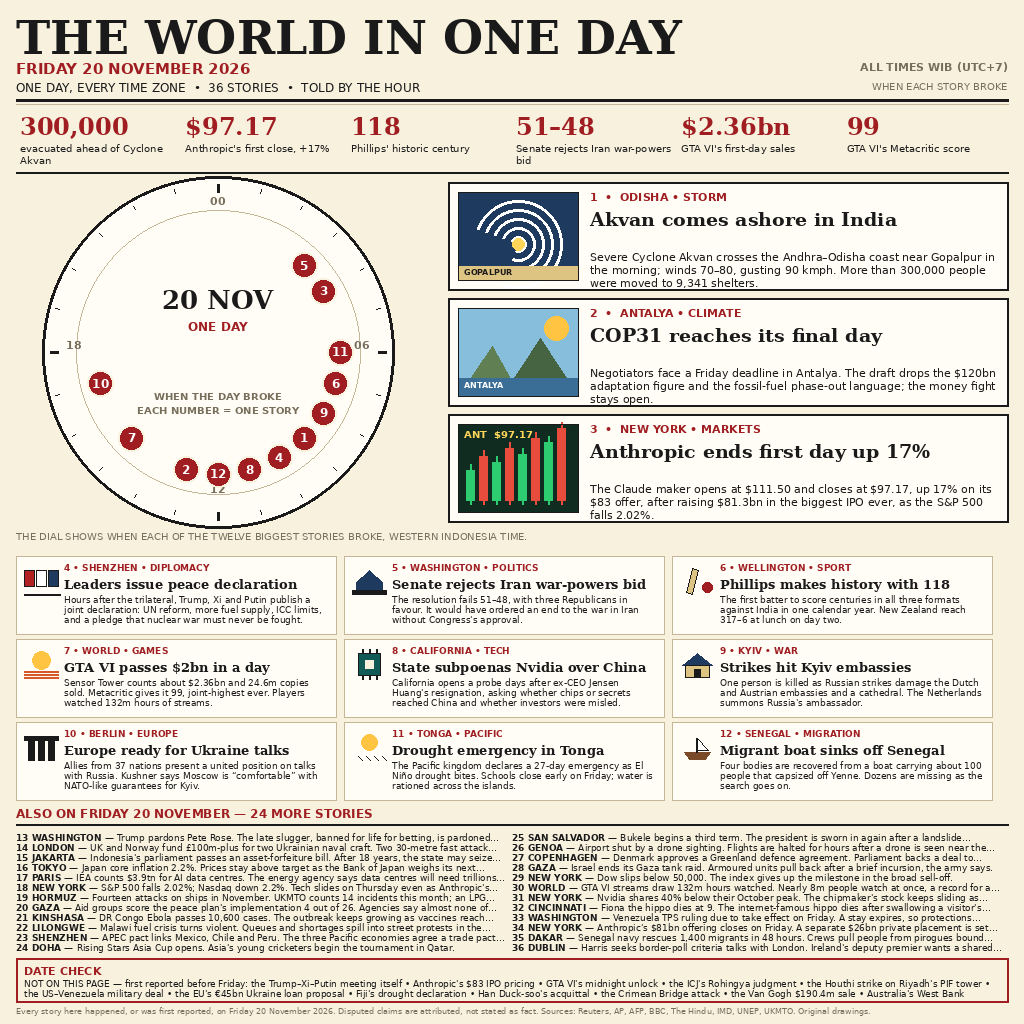 THE WORLD IN ONE DAY
FRIDAY 20 NOVEMBER 2026
ALL TIMES WIB (UTC+7)
ONE DAY, EVERY TIME ZONE • 36 STORIES • TOLD BY THE HOUR
WHEN EACH STORY BROKE
300,000
evacuated ahead of Cyclone
Akvan
$97.17
Anthropic's first close, +17%
118
Phillips' historic century
51–48
Senate rejects Iran war-powers
bid
$2.36bn
GTA VI's first-day sales
99
GTA VI's Metacritic score
00
5
3
20 NOV
ONE DAY
18
11
06
10
6
WHEN THE DAY BROKE
EACH NUMBER = ONE STORY
9
7
1
4
2
12
8
12
THE DIAL SHOWS WHEN EACH OF THE TWELVE BIGGEST STORIES BROKE, WESTERN INDONESIA TIME.
GOPALPUR
1 • ODISHA • STORM
Akvan comes ashore in India
Severe Cyclone Akvan crosses the Andhra–Odisha coast near Gopalpur in
the morning; winds 70–80, gusting 90 kmph. More than 300,000 people
were moved to 9,341 shelters.
ANTALYA
2 • ANTALYA • CLIMATE
COP31 reaches its final day
Negotiators face a Friday deadline in Antalya. The draft drops the $120bn
adaptation figure and the fossil-fuel phase-out language; the money fight
stays open.
ANT $97.17
3 • NEW YORK • MARKETS
Anthropic ends first day up 17%
The Claude maker opens at $111.50 and closes at $97.17, up 17% on its
$83 offer, after raising $81.3bn in the biggest IPO ever, as the S&P 500
falls 2.02%.
4 • SHENZHEN • DIPLOMACY
Leaders issue peace declaration
Hours after the trilateral, Trump, Xi and Putin publish a
joint declaration: UN reform, more fuel supply, ICC limits,
and a pledge that nuclear war must never be fought.
5 • WASHINGTON • POLITICS
Senate rejects Iran war-powers bid
The resolution fails 51–48, with three Republicans in
favour. It would have ordered an end to the war in Iran
without Congress's approval.
6 • WELLINGTON • SPORT
Phillips makes history with 118
The first batter to score centuries in all three formats
against India in one calendar year. New Zealand reach
317–6 at lunch on day two.
7 • WORLD • GAMES
GTA VI passes $2bn in a day
Sensor Tower counts about $2.36bn and 24.6m copies
sold. Metacritic gives it 99, joint-highest ever. Players
watched 132m hours of streams.
8 • CALIFORNIA • TECH
State subpoenas Nvidia over China
California opens a probe days after ex-CEO Jensen
Huang's resignation, asking whether chips or secrets
reached China and whether investors were misled.
9 • KYIV • WAR
Strikes hit Kyiv embassies
One person is killed as Russian strikes damage the Dutch
and Austrian embassies and a cathedral. The Netherlands
summons Russia's ambassador.
10 • BERLIN • EUROPE
Europe ready for Ukraine talks
Allies from 37 nations present a united position on talks
with Russia. Kushner says Moscow is “comfortable” with
NATO-like guarantees for Kyiv.
11 • TONGA • PACIFIC
Drought emergency in Tonga
The Pacific kingdom declares a 27-day emergency as El
Niño drought bites. Schools close early on Friday; water is
rationed across the islands.
12 • SENEGAL • MIGRATION
Migrant boat sinks off Senegal
Four bodies are recovered from a boat carrying about 100
people that capsized off Yenne. Dozens are missing as the
search goes on.
ALSO ON FRIDAY 20 NOVEMBER — 24 MORE STORIES
13 WASHINGTON — Trump pardons Pete Rose. The late slugger, banned for life for betting, is pardoned...
14 LONDON — UK and Norway fund £100m-plus for two Ukrainian naval craft. Two 30-metre fast attack...
15 JAKARTA — Indonesia's parliament passes an asset-forfeiture bill. After 18 years, the state may seize...
16 TOKYO — Japan core inflation 2.2%. Prices stay above target as the Bank of Japan weighs its next...
17 PARIS — IEA counts $3.9tn for AI data centres. The energy agency says data centres will need trillions...
18 NEW YORK — S&P 500 falls 2.02%; Nasdaq down 2.2%. Tech slides on Thursday even as Anthropic's...
19 HORMUZ — Fourteen attacks on ships in November. UKMTO counts 14 incidents this month; an LPG...
20 GAZA — Aid groups score the peace plan's implementation 4 out of 26. Agencies say almost none of...
21 KINSHASA — DR Congo Ebola passes 10,600 cases. The outbreak keeps growing as vaccines reach...
22 LILONGWE — Malawi fuel crisis turns violent. Queues and shortages spill into street protests in the...
23 SHENZHEN — APEC pact links Mexico, Chile and Peru. The three Pacific economies agree a trade pact...
24 DOHA — Rising Stars Asia Cup opens. Asia's young cricketers begin the tournament in Qatar.
25 SAN SALVADOR — Bukele begins a third term. The president is sworn in again after a landslide...
26 GENOA — Airport shut by a drone sighting. Flights are halted for hours after a drone is seen near the...
27 COPENHAGEN — Denmark approves a Greenland defence agreement. Parliament backs a deal to...
28 GAZA — Israel ends its Gaza tank raid. Armoured units pull back after a brief incursion, the army says.
29 NEW YORK — Dow slips below 50,000. The index gives up the milestone in the broad sell-off.
30 WORLD — GTA VI streams draw 132m hours watched. Nearly 8m people watch at once, a record for a...
31 NEW YORK — Nvidia shares 40% below their October peak. The chipmaker's stock keeps sliding as...
32 CINCINNATI — Fiona the hippo dies at 9. The internet-famous hippo dies after swallowing a visitor's...
33 WASHINGTON — Venezuela TPS ruling due to take effect on Friday. A stay expires, so protections...
34 NEW YORK — Anthropic's $81bn offering closes on Friday. A separate $26bn private placement is set...
35 DAKAR — Senegal navy rescues 1,400 migrants in 48 hours. Crews pull people from pirogues bound...
36 DUBLIN — Harris seeks border-poll criteria talks with London. Ireland's deputy premier wants a shared...
DATE CHECK
NOT ON THIS PAGE — first reported before Friday: the Trump–Xi–Putin meeting itself • Anthropic's $83 IPO pricing • GTA VI's midnight unlock • the ICJ's Rohingya judgment • the Houthi strike on Riyadh's PIF tower •
the US–Venezuela military deal • the EU's €45bn Ukraine loan proposal • Fiji's drought declaration • Han Duck-soo's acquittal • the Crimean Bridge attack • the Van Gogh $190.4m sale • Australia's West Bank
Every story here happened, or was first reported, on Friday 20 November 2026. Disputed claims are attributed, not stated as fact. Sources: Reuters, AP, AFP, BBC, The Hindu, IMD, UNEP, UKMTO. Original drawings.